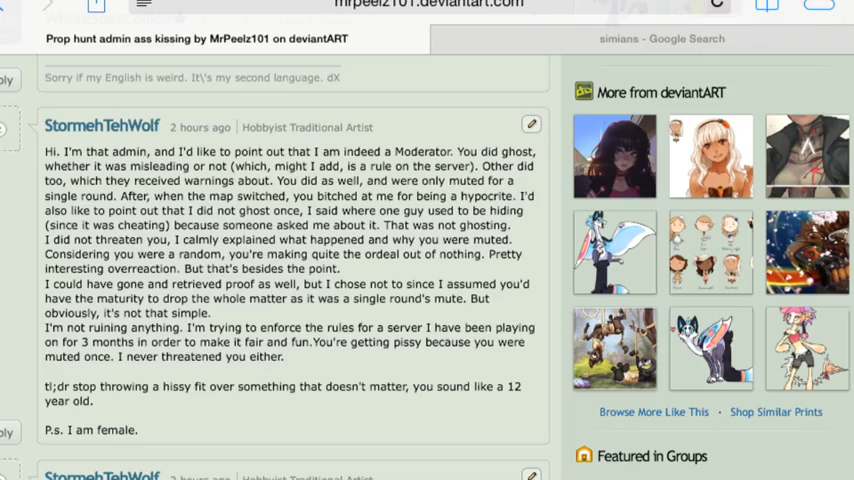 mrpeelz101.deviantart.com
Prop hunt admin ass kissing by MrPeelz101 on deviantART
simians - Google Search
Sorry if my English is weird. It\'s my second language. dX
ply
StormehTehWolf 2 hours ago | Hobbyist Traditional Artist
Hi. I'm that admin, and I'd like to point out that I am indeed a Moderator. You did ghost,
whether it was misleading or not (which, might I add, is a rule on the server). Other did
too, which they received warnings about. You did as well, and were only muted for a
single round. After, when the map switched, you bitched at me for being a hypocrite. I'd
also like to point out that I did not ghost once, I said where one guy used to be hiding
(since it was cheating) because someone asked me about it. That was not ghosting.
I did not threaten you, I calmly explained what happened and why you were muted.
Considering you were a random, you're making quite the ordeal out of nothing. Pretty
interesting overreaction. But that's besides the point.
I could have gone and retrieved proof as well, but I chose not to since I assumed you'd
have the maturity to drop the whole matter as it was a single round's mute. But
obviously, it's not that simple.
I'm not ruining anything. I'm trying to enforce the rules for a server I have been playing
on for 3 months in order to make it fair and fun.You're getting pissy because you were
muted once. I never threatened you either.
tl;dr stop throwing a hissy fit over something that doesn't matter, you sound like a 12
year old.
P.s. I am female.
ply
StormehTehWolf 2 hours ago | Hobbyist Traditional Artist
More from deviantART
Browse More Like This · Shop Similar Prints
Featured in Groups